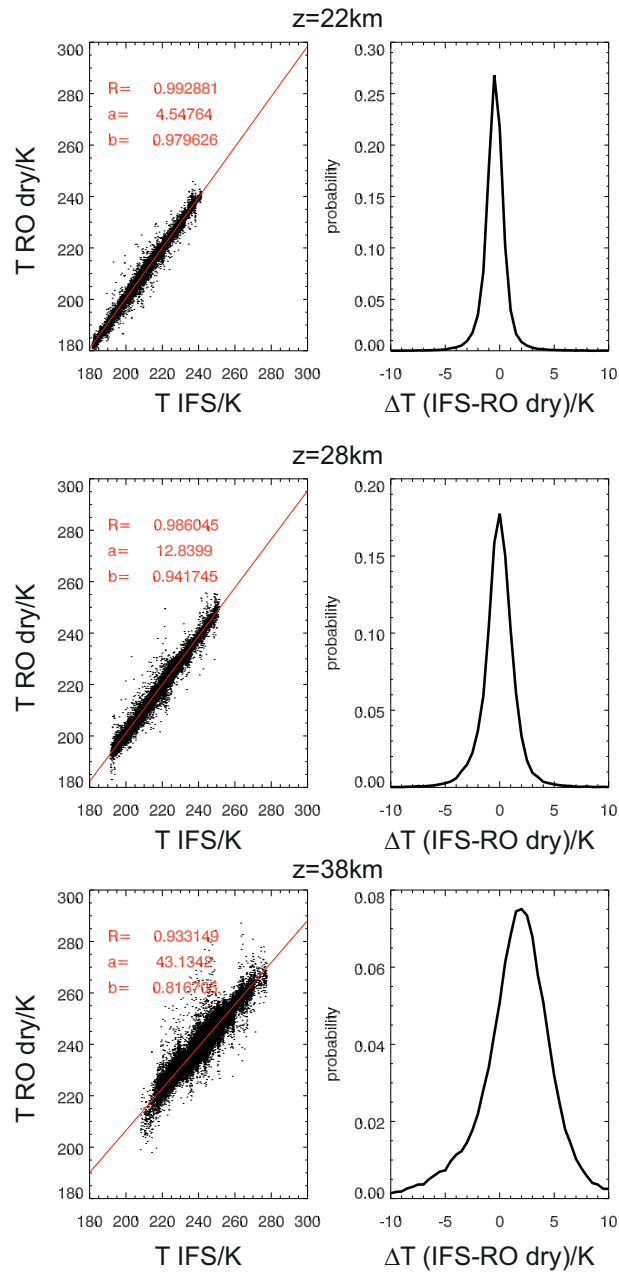 z=22km
300
280
260
240
220
200
180
R= 0.992881
a= 4.54764
b= 0.979626
T RO dry/K
180 200 220 240 260 280 300
T IFS/K
0.30
0.25
0.20
0.15
0.10
0.05
0.00
probability
-10 -5 0 5 10
ΔT (IFS-RO dry)/K
z=28km
300
280
260
240
220
200
180
R= 0.986045
a= 12.8399
b= 0.941745
T RO dry/K
180 200 220 240 260 280 300
T IFS/K
0.20
0.15
0.10
0.05
0.00
probability
-10 -5 0 5 10
ΔT (IFS-RO dry)/K
z=38km
300
280
260
240
220
200
180
R= 0.933149
a= 43.1342
b= 0.816705
T RO dry/K
180 200 220 240 260 280 300
T IFS/K
0.08
0.06
0.04
0.02
0.00
probability
-10 -5 0 5 10
ΔT (IFS-RO dry)/K